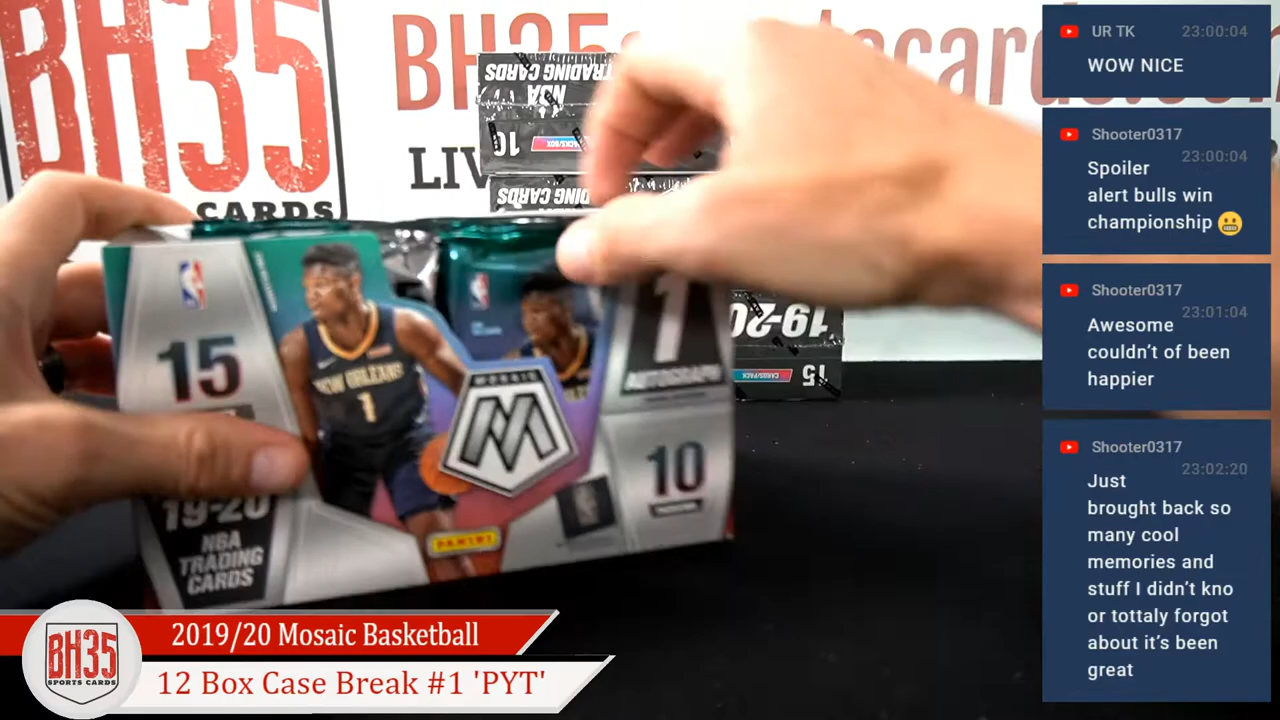 BH35
CARDS
BH35
LIV
TRADING CARDS
NBA
10
19-20
15
CARDS/PACK
15
NEW ORLEANS
1
MOSAIC
M
PANINI
19-20
NBA
TRADING
CARDS
1
AUTOGRAPH
10
2019/20 Mosaic Basketball
12 Box Case Break #1 'PYT'
BH35
SPORTS CARDS
UR TK 23:00:04
WOW NICE
Shooter0317
23:00:04
Spoiler
alert bulls win
championship
Shooter0317
23:01:04
Awesome
couldn't of been
happier
Shooter0317
23:02:20
Just
brought back so
many cool
memories and
stuff I didn't kno
or tottaly forgot
about it's been
great